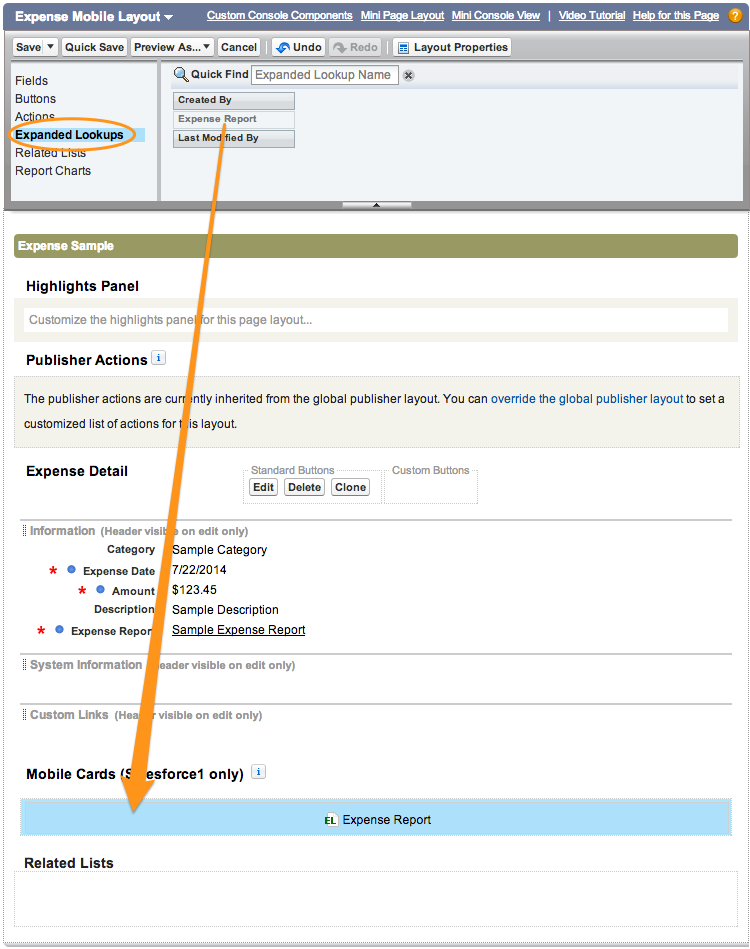 Expense Mobile Layout Custom Console Components Mini Page Layout Mini Console View | Video Tutorial Help for this Page ?
Save Quick Save Preview As... Cancel Undo Redo Layout Properties
Quick Find Expanded Lookup Name
Fields
Buttons
Actions
Expanded Lookups
Related Lists
Report Charts
Created By
Expense Report
Last Modified By
Expense Sample
Highlights Panel
Customize the highlights panel for this page layout...
Publisher Actions i
The publisher actions are currently inherited from the global publisher layout. You can override the global publisher layout to set a
customized list of actions for this layout.
Expense Detail
Standard Buttons
Edit Delete Clone
Custom Buttons
Information (Header visible on edit only)
Category Sample Category
* Expense Date 7/22/2014
* Amount $123.45
Description Sample Description
* Expense Report Sample Expense Report
System Information (Header visible on edit only)
Custom Links (Header visible on edit only)
Mobile Cards (Salesforce1 only) i
EL Expense Report
Related Lists